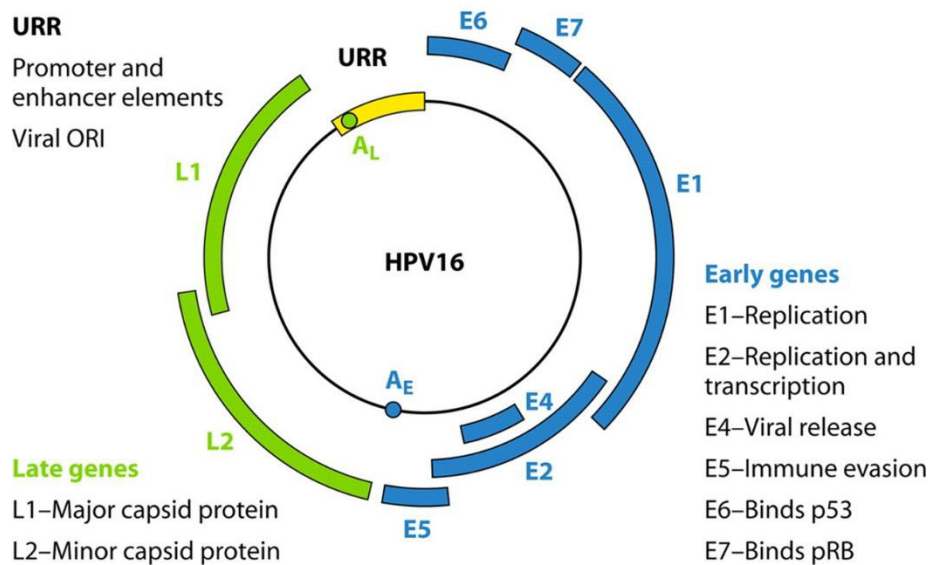 URR
Promoter and
enhancer elements
Viral ORI
URR
E6
E7
A_L
L1
E1
HPV16
A_E
E4
L2
E2
E5
Late genes
L1–Major capsid protein
L2–Minor capsid protein
Early genes
E1–Replication
E2–Replication and
transcription
E4–Viral release
E5–Immune evasion
E6–Binds p53
E7–Binds pRB